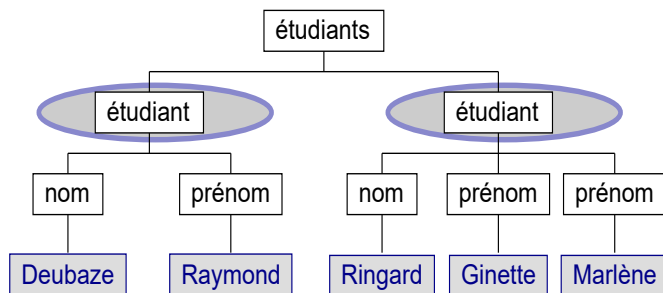 étudiants
étudiant étudiant
nom prénom nom prénom prénom
Deubaze Raymond Ringard Ginette Marlène